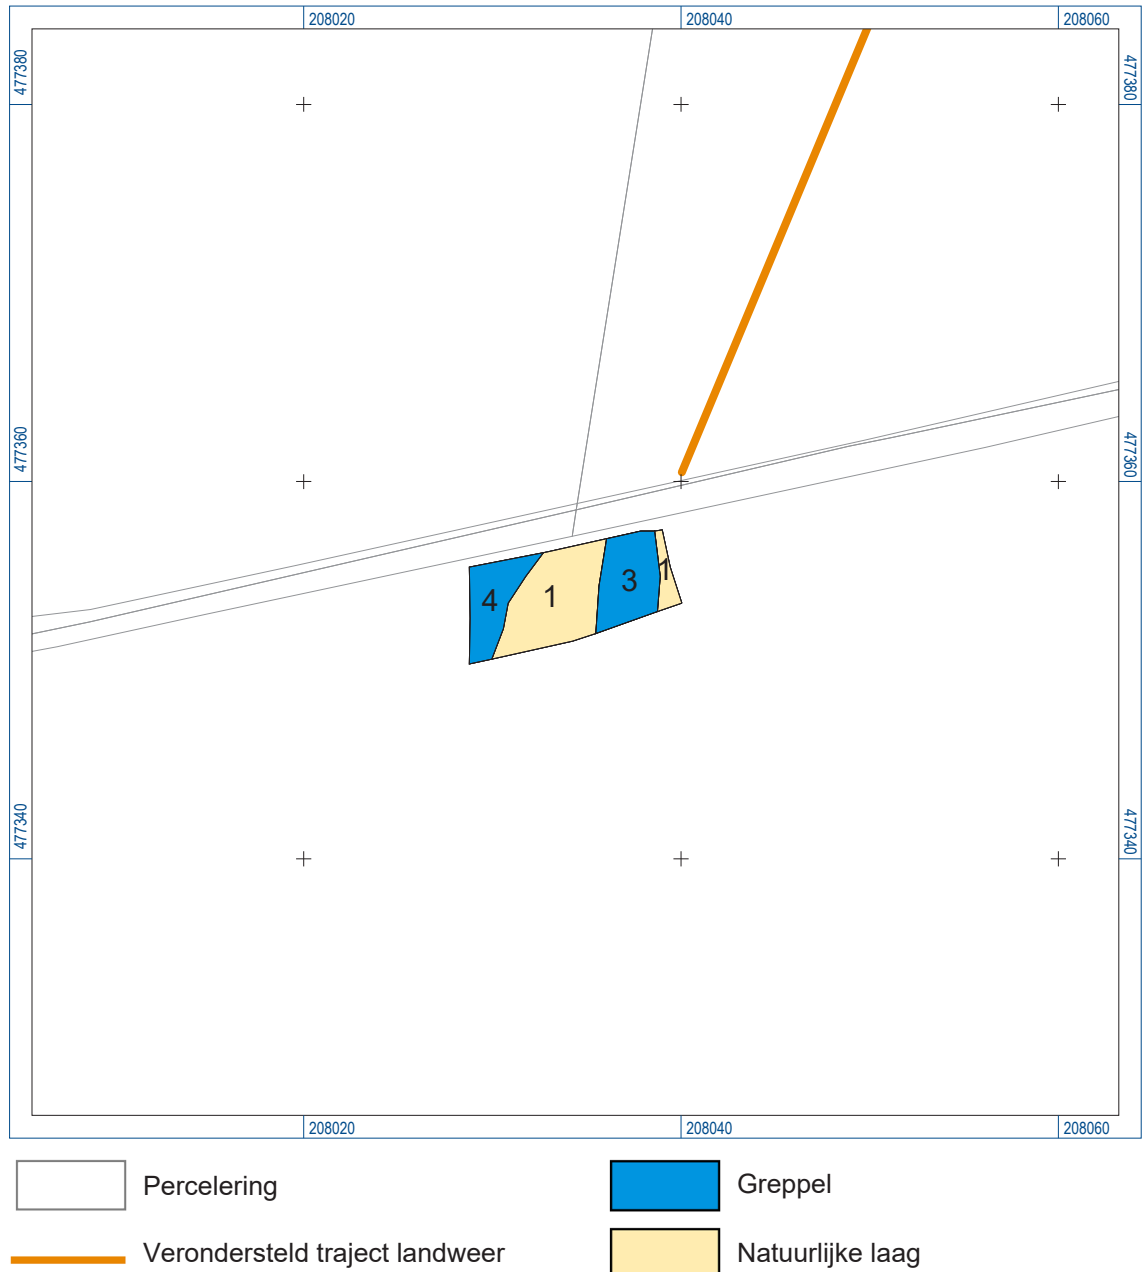 208020 208040 208060
477380 477380
477360 477360
4 1 3 1
477340 477340
208020 208040 208060
Percelering Greppel
Verondersteld traject landweer Natuurlijke laag